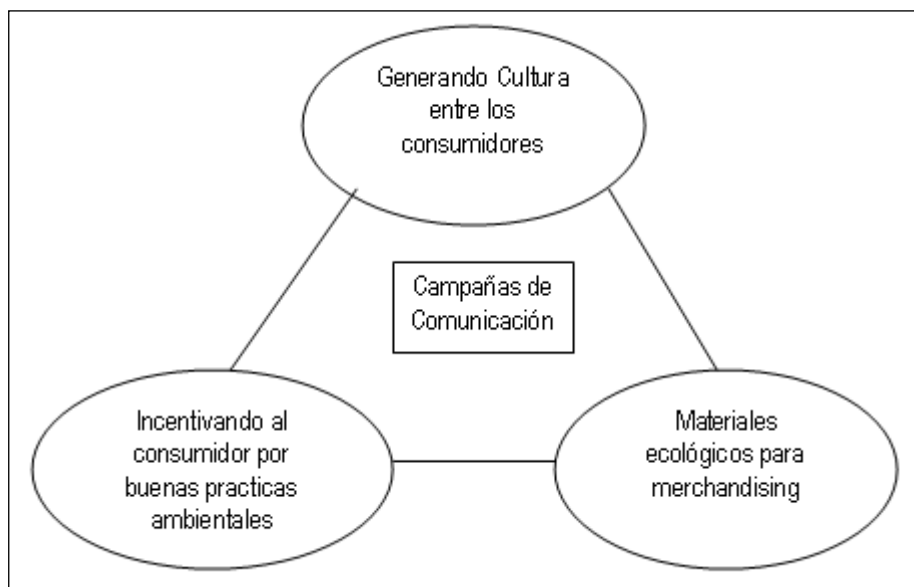 Generando Cultura
entre los
consumidores
Campañas de
Comunicación
Incentivando al
consumidor por
buenas practicas
ambientales
Materiales
ecológicos para
merchandising